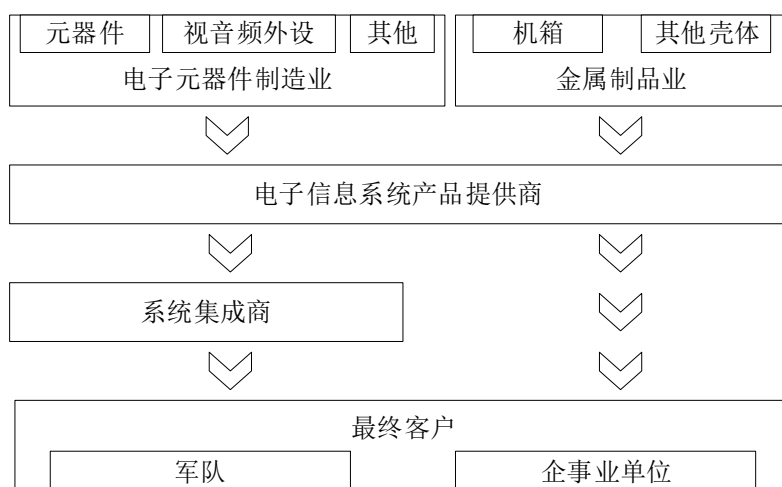 元器件 视音频外设 其他 机箱 其他壳体
电子元器件制造业 金属制品业
电子信息系统产品提供商
系统集成商
最终客户
军队 企事业单位